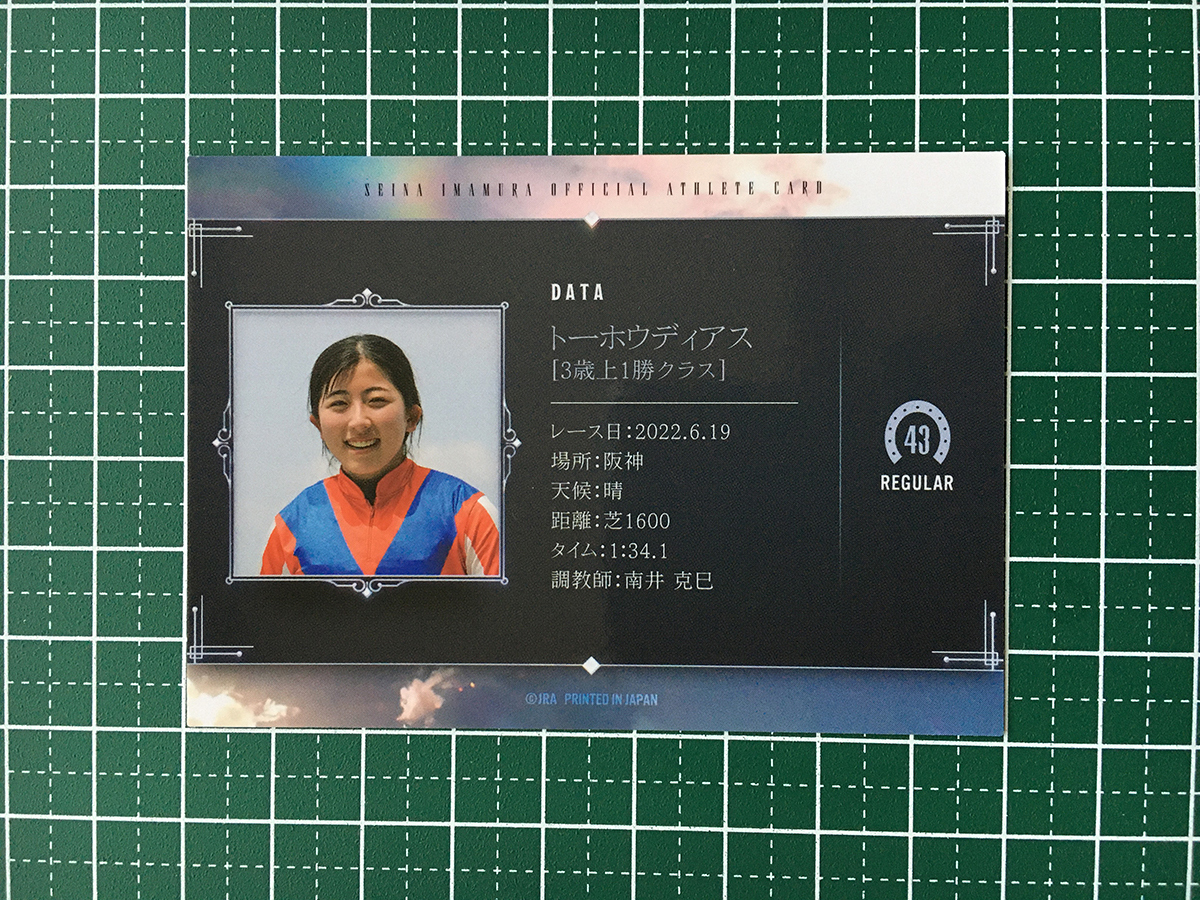 SEINA IMAMURA OFFICIAL ATHLETE CARD
DATA
トーホウディアス
[3歳上1勝クラス]
レース日：2022.6.19
場所：阪神
天候：晴
距離：芝1600
タイム：1:34.1
調教師：南井 克巳
43
REGULAR
©JRA PRINTED IN JAPAN